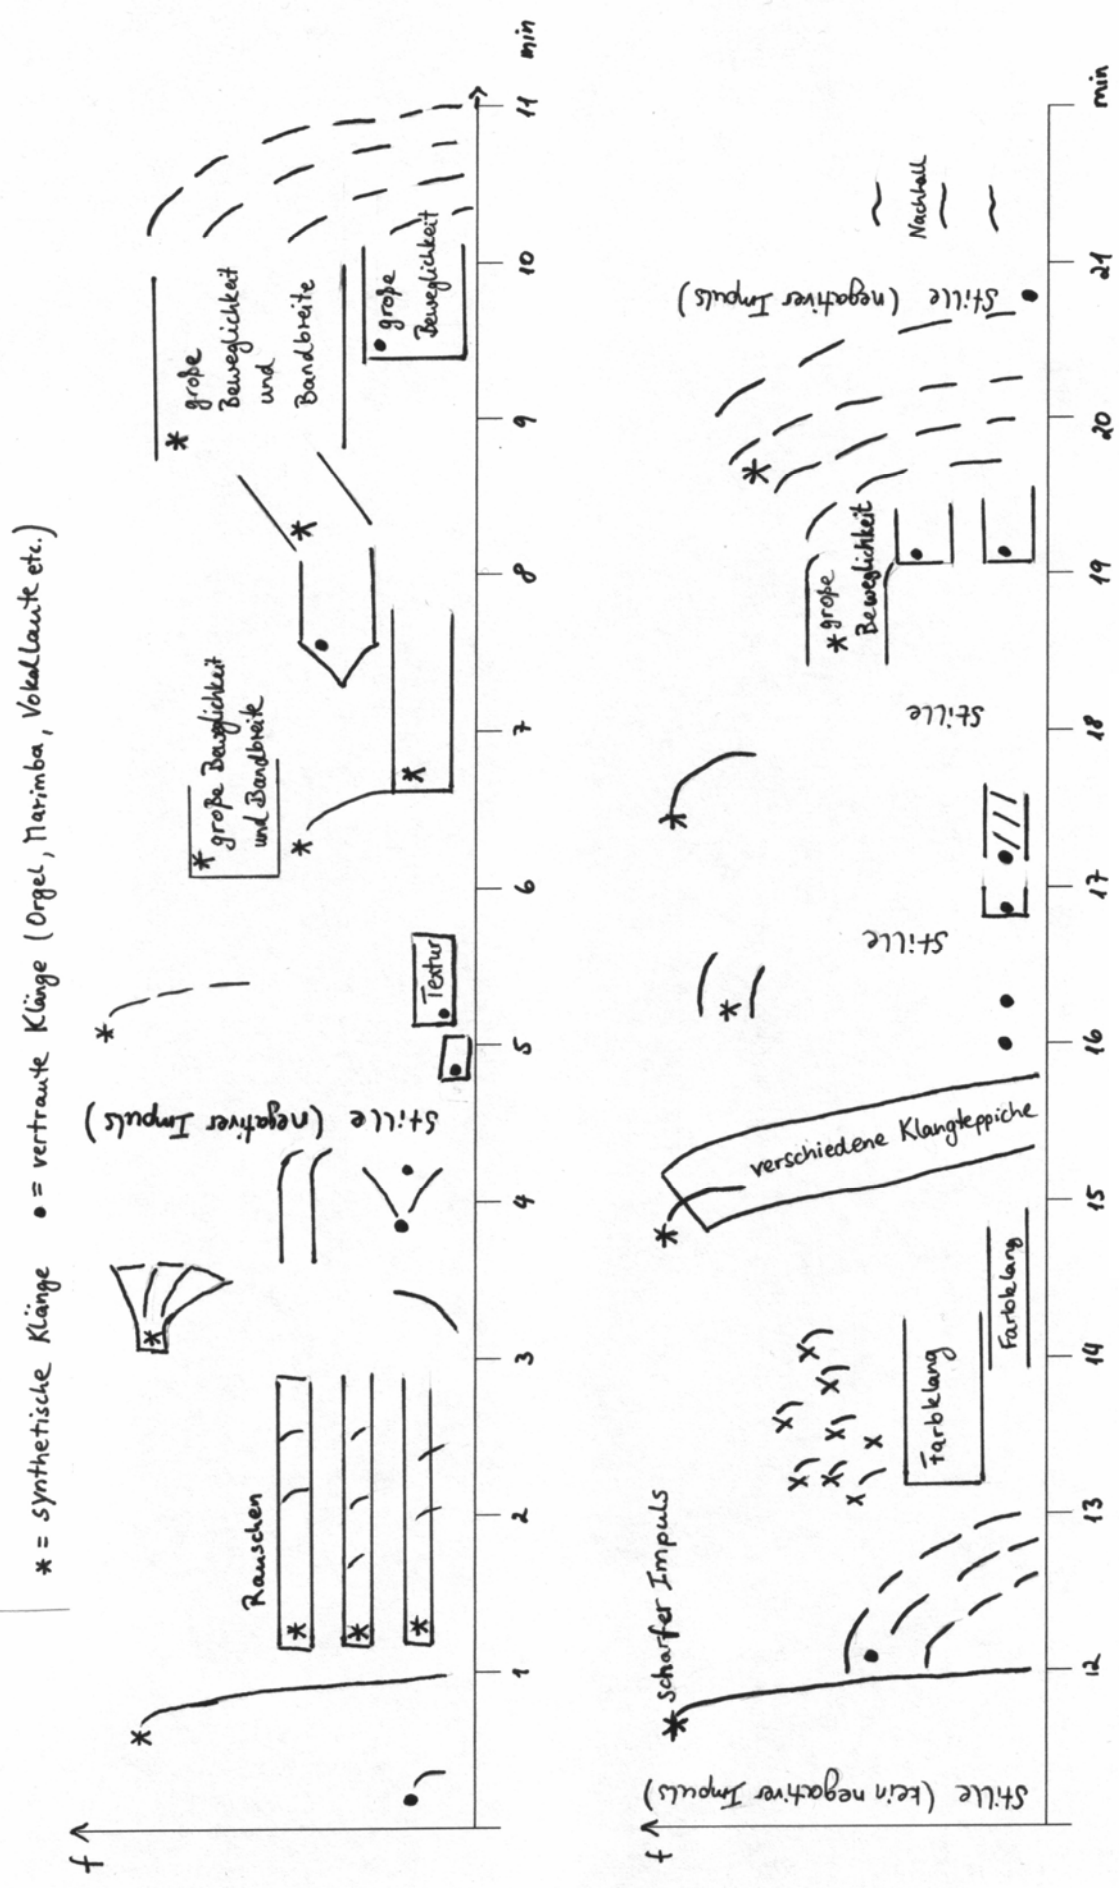 * = synthetische Klänge   • = vertraute Klänge (Orgel, Marimba, Vokallaute etc.)
f
Rauschen
Stille (negativer Impuls)
Textur
* große Beweglichkeit
und Bandbreite
* große
Beweglichkeit
und
Bandbreite
• große
Beweglichkeit
1 2 3 4 5 6 7 8 9 10 11 min
f
Stille (kein negativer Impuls)
* scharfer Impuls
Farbklang
Farbklang
verschiedene Klangteppiche
Stille
Stille
* große
Beweglichkeit
Stille (negativer Impuls)
Nachhall
12 13 14 15 16 17 18 19 20 21 min